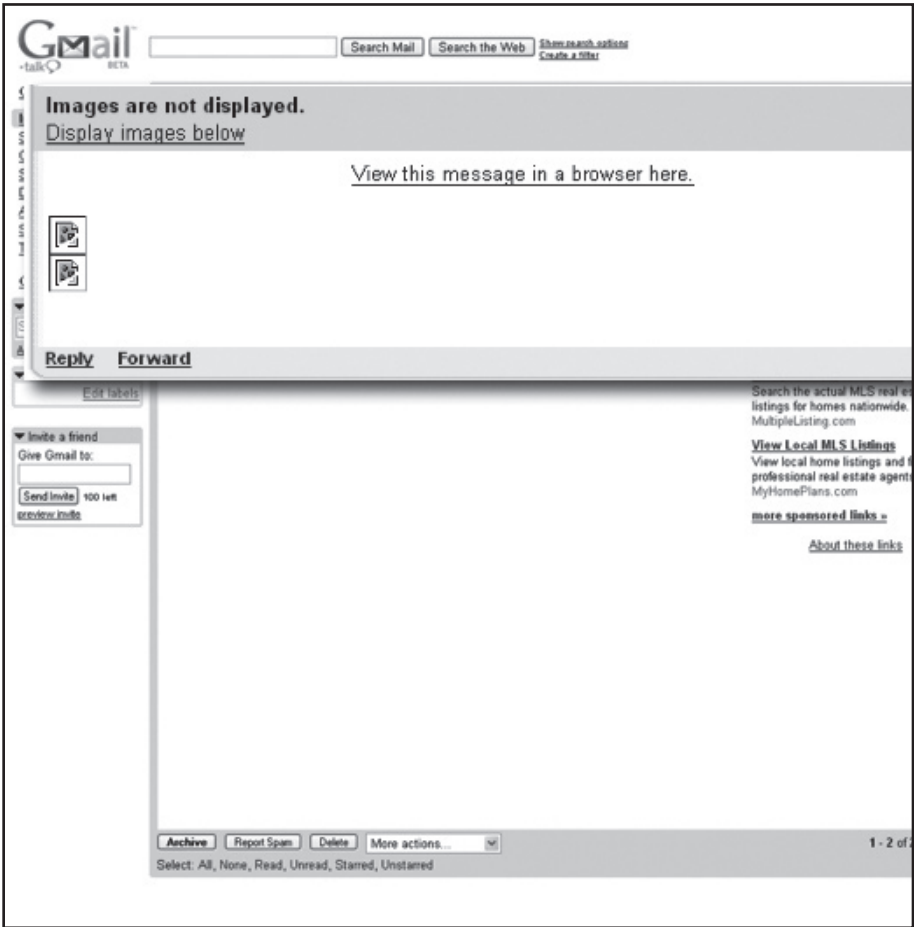 Gmail
talk BETA
Search Mail Search the Web Show search options
Create a filter
Images are not displayed.
Display images below
View this message in a browser here.
Reply Forward
Edit labels
Invite a friend
Give Gmail to:
Send Invite 100 left
preview invite
Search the actual MLS real es
listings for homes nationwide.
MultipleListing.com
View Local MLS Listings
View local home listings and f
professional real estate agents
MyHomePlans.com
more sponsored links »
About these links
Archive Report Spam Delete More actions... 1 - 2 of
Select: All, None, Read, Unread, Starred, Unstarred